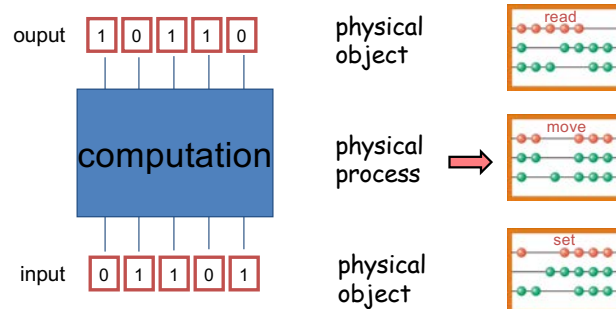 ouput 1 0 1 1 0
physical
object
read
computation
physical
process
move
input 0 1 1 0 1
physical
object
set